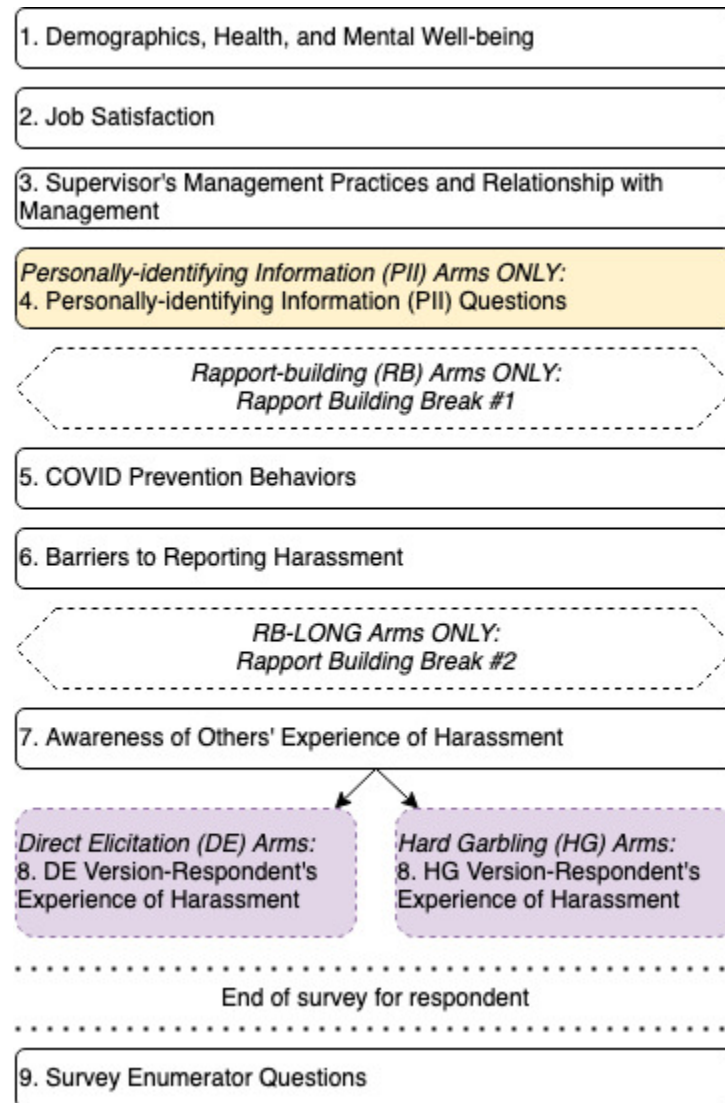 1. Demographics, Health, and Mental Well-being
2. Job Satisfaction
3. Supervisor's Management Practices and Relationship with
Management
Personally-identifying Information (PII) Arms ONLY:
4. Personally-identifying Information (PII) Questions
Rapport-building (RB) Arms ONLY:
Rapport Building Break #1
5. COVID Prevention Behaviors
6. Barriers to Reporting Harassment
RB-LONG Arms ONLY:
Rapport Building Break #2
7. Awareness of Others' Experience of Harassment
Direct Elicitation (DE) Arms:
8. DE Version-Respondent's
Experience of Harassment
Hard Garbling (HG) Arms:
8. HG Version-Respondent's
Experience of Harassment
End of survey for respondent
9. Survey Enumerator Questions